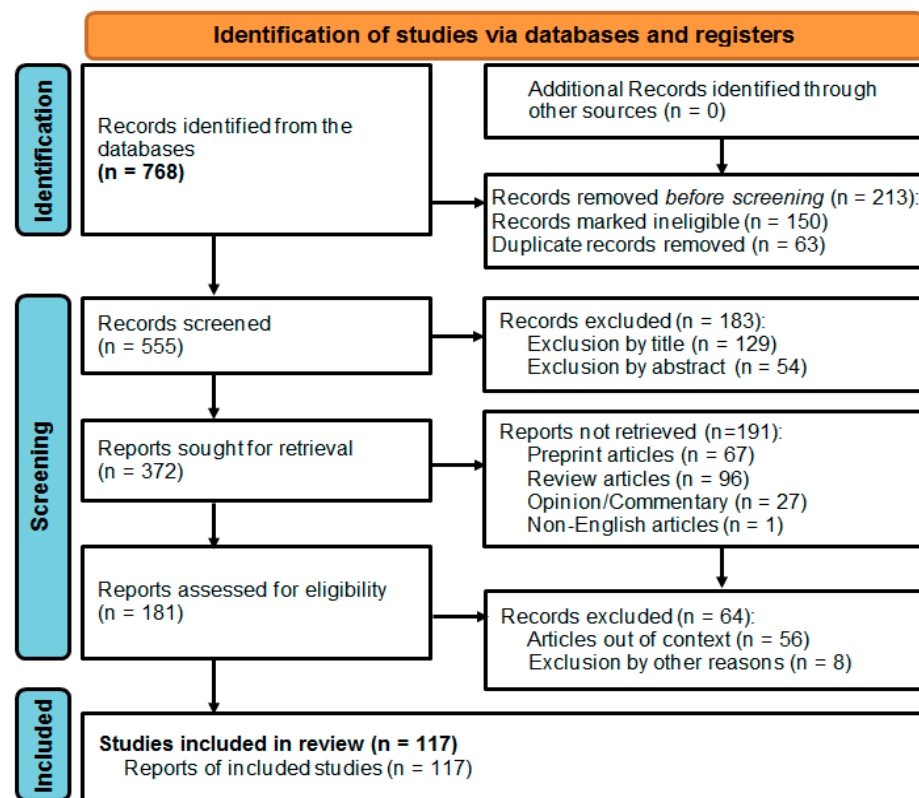 Identification of studies via databases and registers
Identification
Records identified from the
databases
(n = 768)
Additional Records identified through
other sources (n = 0)
Records removed before screening (n = 213):
Records marked ineligible (n = 150)
Duplicate records removed (n = 63)
Screening
Records screened
(n = 555)
Records excluded (n = 183):
Exclusion by title (n = 129)
Exclusion by abstract (n = 54)
Reports sought for retrieval
(n = 372)
Reports not retrieved (n=191):
Preprint articles (n = 67)
Review articles (n = 96)
Opinion/Commentary (n = 27)
Non-English articles (n = 1)
Reports assessed for eligibility
(n = 181)
Records excluded (n = 64):
Articles out of context (n = 56)
Exclusion by other reasons (n = 8)
Included
Studies included in review (n = 117)
Reports of included studies (n = 117)